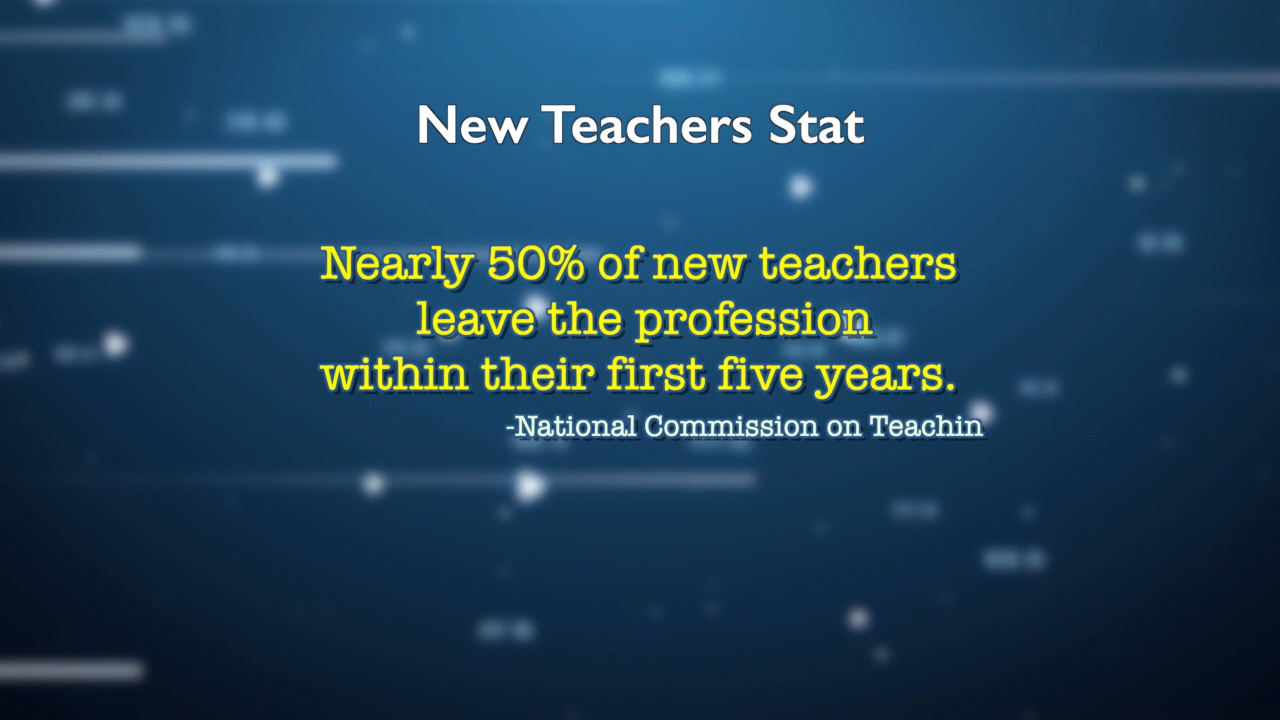 New Teachers Stat
Nearly 50% of new teachers
leave the profession
within their first five years.
-National Commission on Teachin